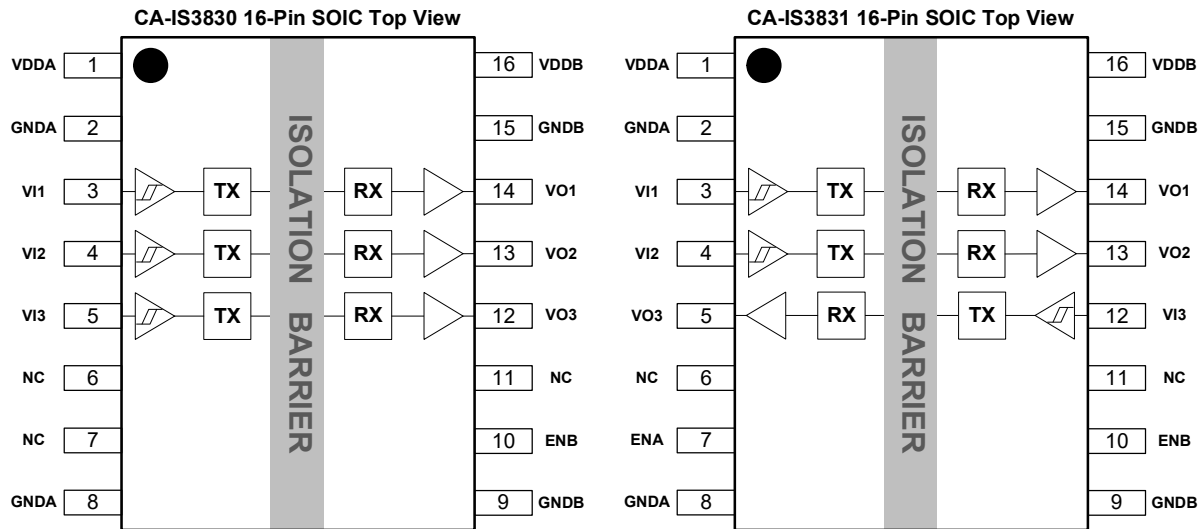 CA-IS3830 16-Pin SOIC Top View
VDDA 1 16 VDDB
GNDA 2 15 GNDB
VI1 3 TX RX 14 VO1
VI2 4 TX RX 13 VO2
VI3 5 TX RX 12 VO3
NC 6 11 NC
NC 7 10 ENB
GNDA 8 9 GNDB
ISOLATION BARRIER
CA-IS3831 16-Pin SOIC Top View
VDDA 1 16 VDDB
GNDA 2 15 GNDB
VI1 3 TX RX 14 VO1
VI2 4 TX RX 13 VO2
VO3 5 RX TX 12 VI3
NC 6 11 NC
ENA 7 10 ENB
GNDA 8 9 GNDB
ISOLATION BARRIER